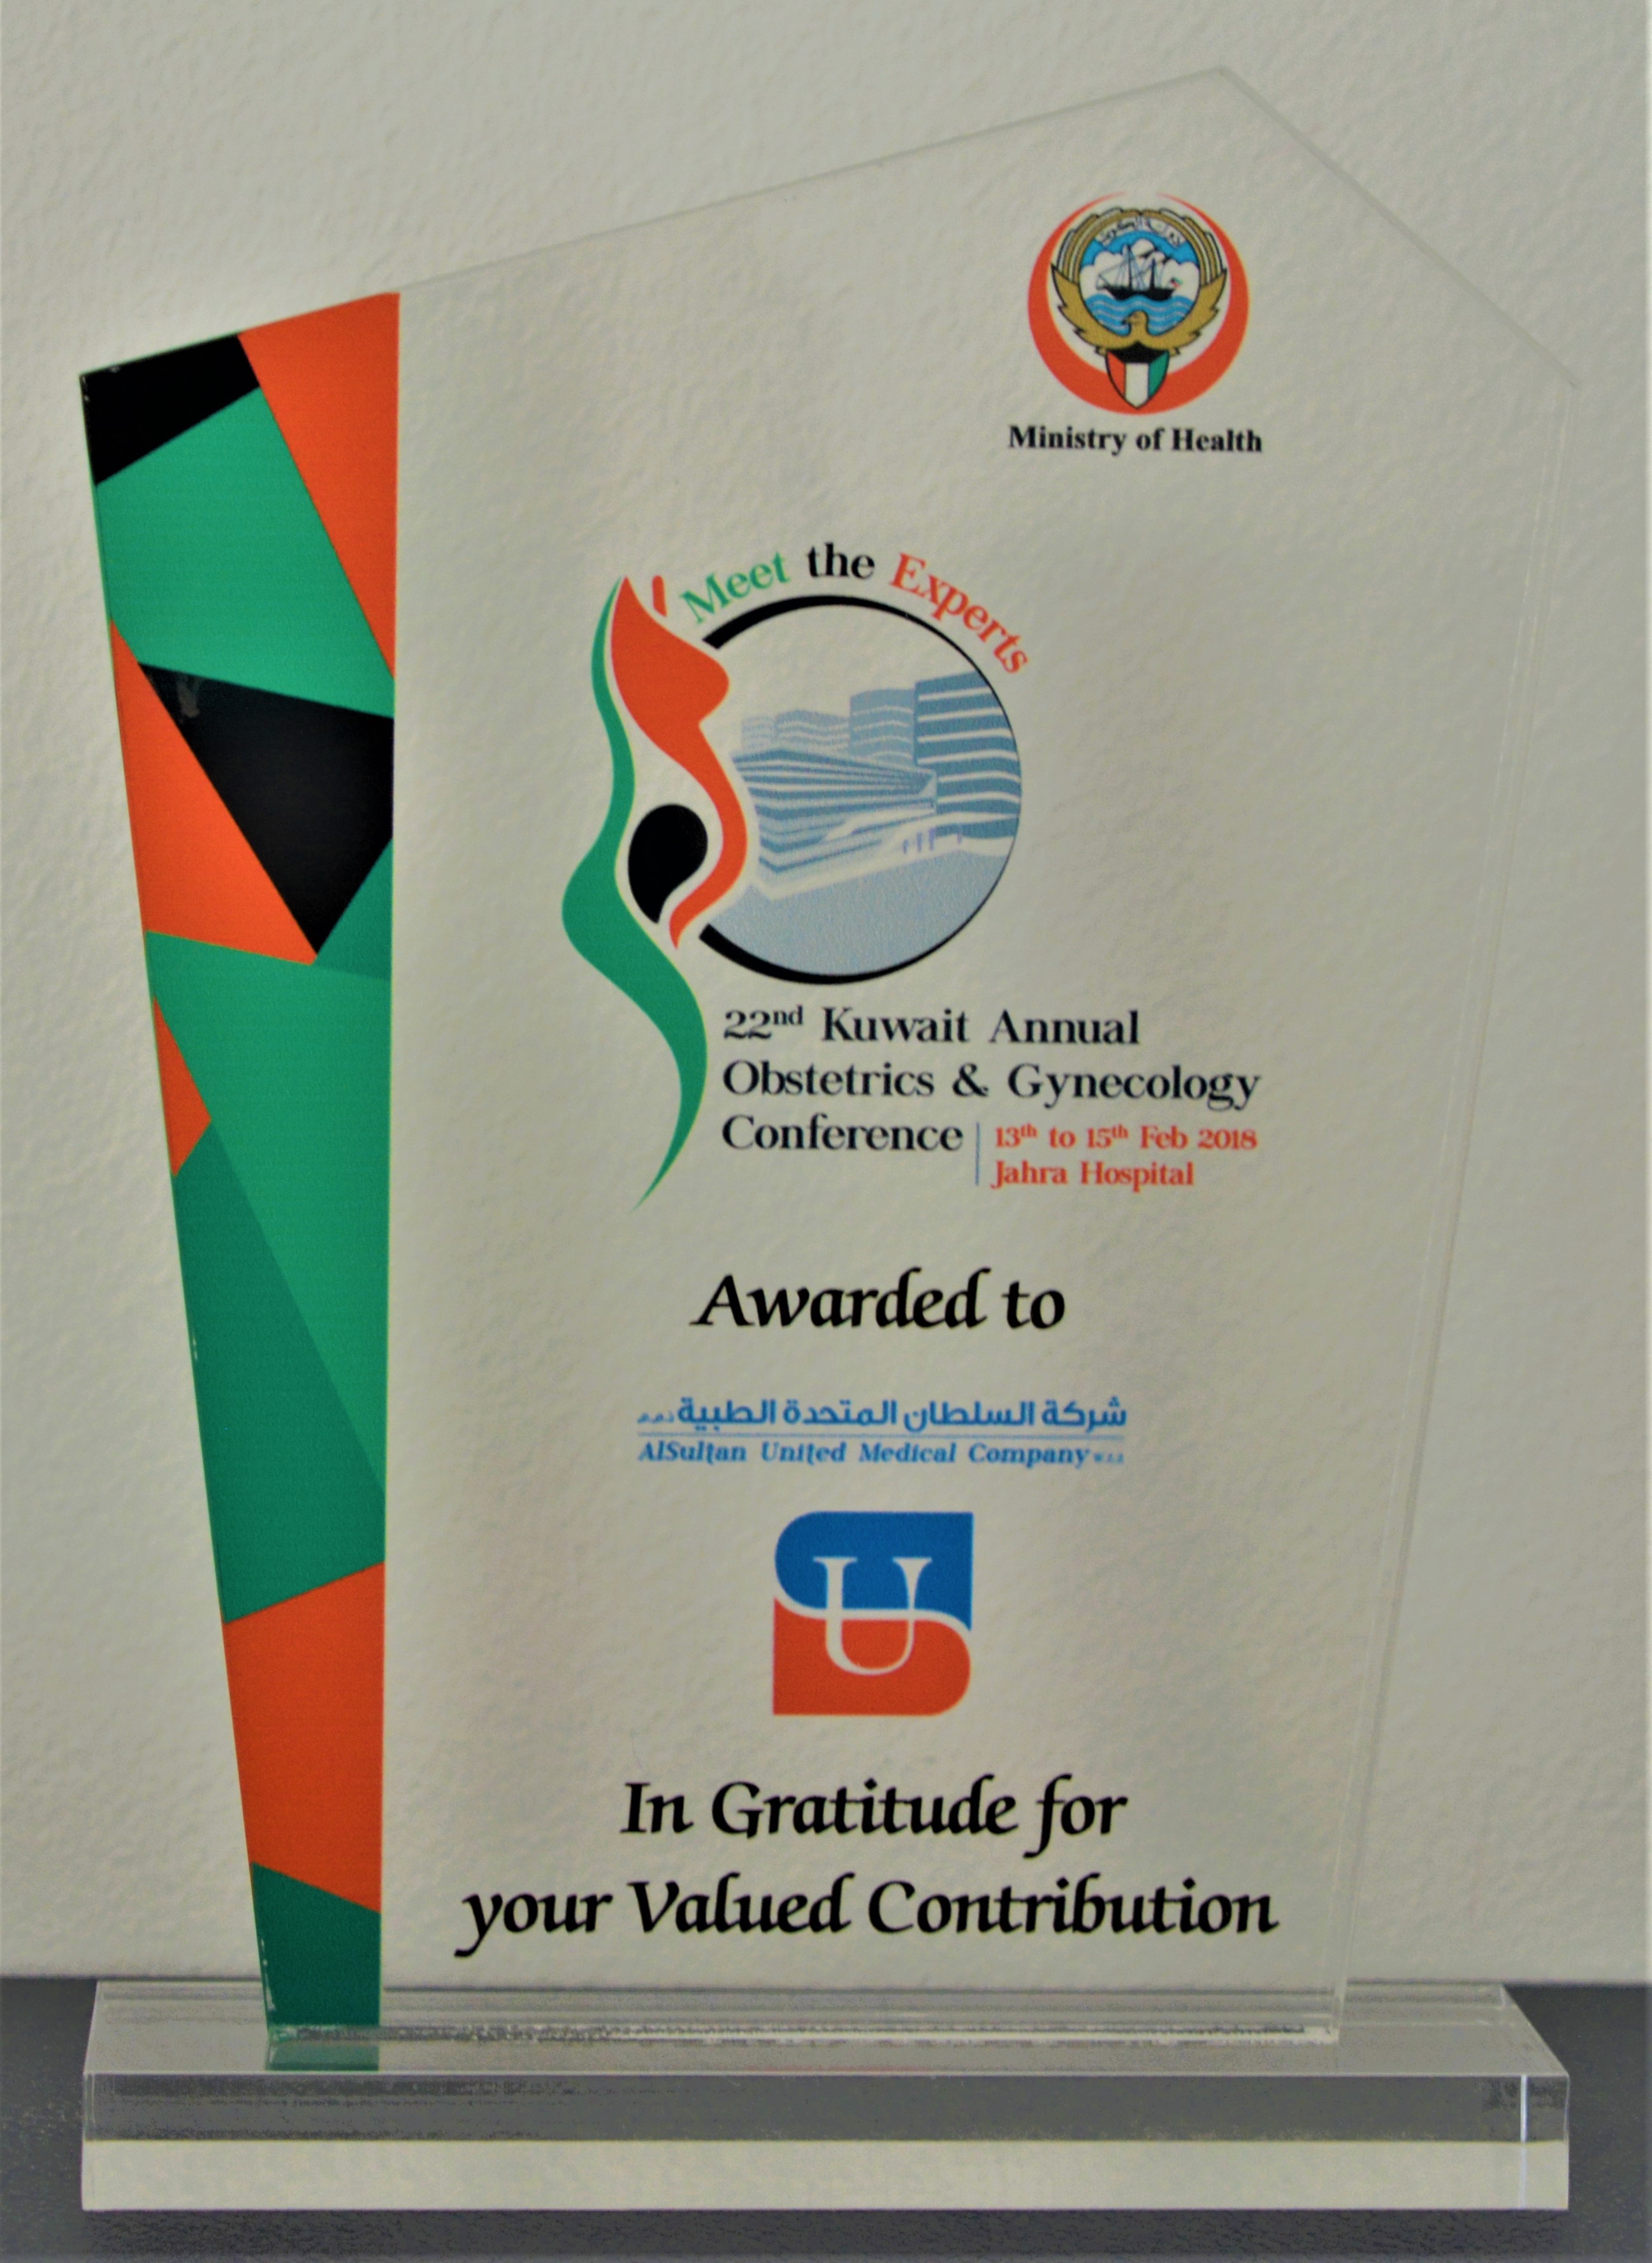 Ministry of Health
Meet the Experts
22nd Kuwait Annual
Obstetrics & Gynecology
Conference
13th to 15th Feb 2018
Jahra Hospital
Awarded to
شركة السلطان المتحدة الطبية
AlSultan United Medical Company
U
In Gratitude for
your Valued Contribution